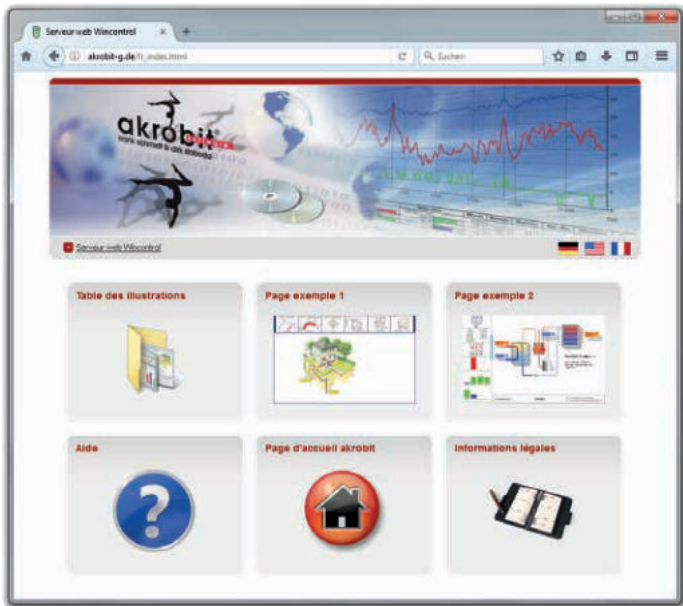 Serveur web Wincontrol
akrobit-g.de/fr_index.html
Suchen
akrobit
Serveur web Wincontrol
Table des illustrations
Page exemple 1
Page exemple 2
Aide
Page d'accueil akrobit
Informations légales